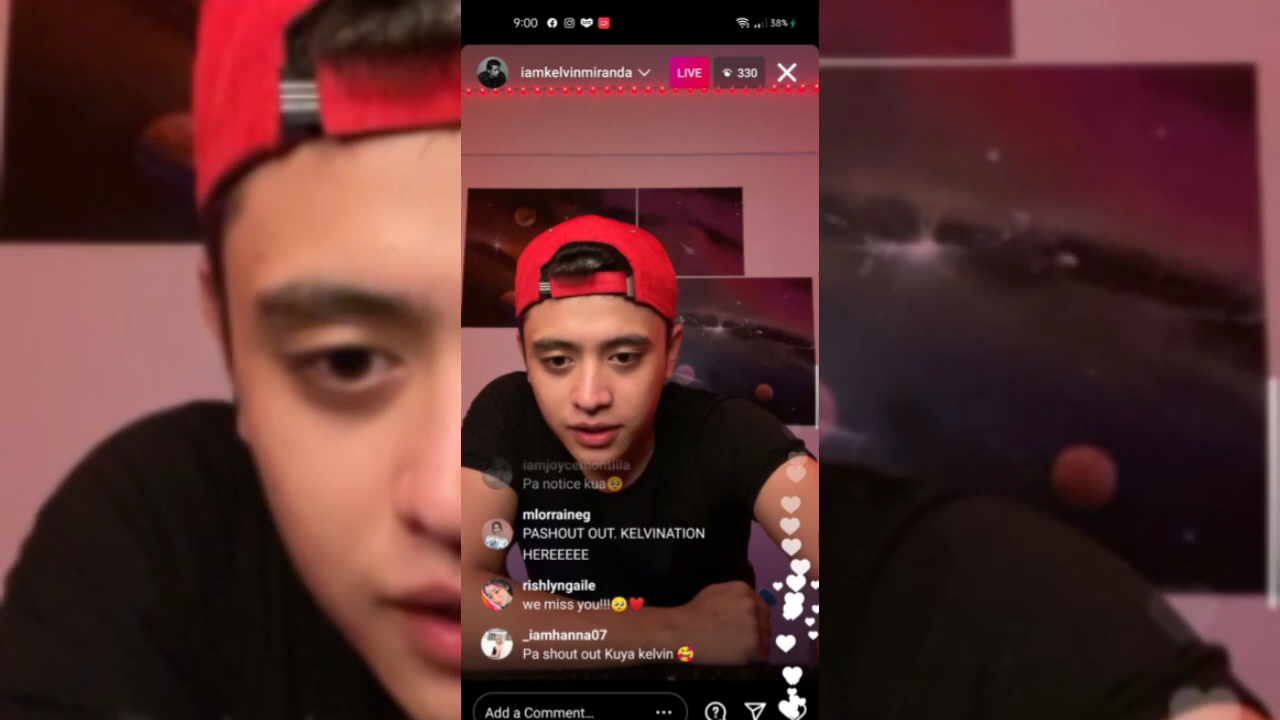 9:00
38%
iamkelvinmiranda
LIVE
330
iamjoycemontilla
Pa notice kua🥺
mlorraineg
PASHOUT OUT. KELVINATION
HEREEEEE
rishlyngaile
we miss you!!!🥺❤️
_iamhanna07
Pa shout out Kuya kelvin 🥰
Add a Comment...